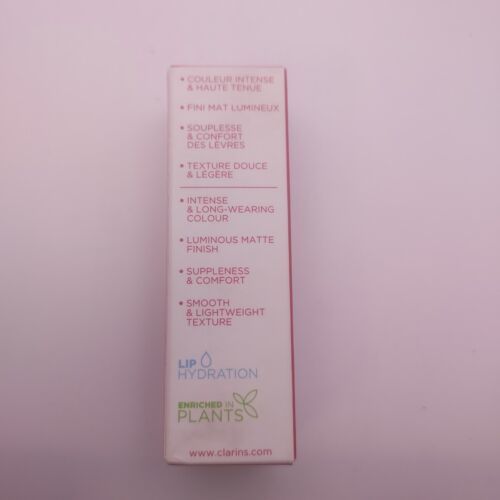 • COULEUR INTENSE
& HAUTE TENUE
• FINI MAT LUMINEUX
• SOUPLESSE
& CONFORT
DES LÈVRES
• TEXTURE DOUCE
& LÉGÈRE
• INTENSE
& LONG-WEARING
COLOUR
• LUMINOUS MATTE
FINISH
• SUPPLENESS
& COMFORT
• SMOOTH
& LIGHTWEIGHT
TEXTURE
LIP
HYDRATION
ENRICHED IN
PLANTS
www.clarins.com